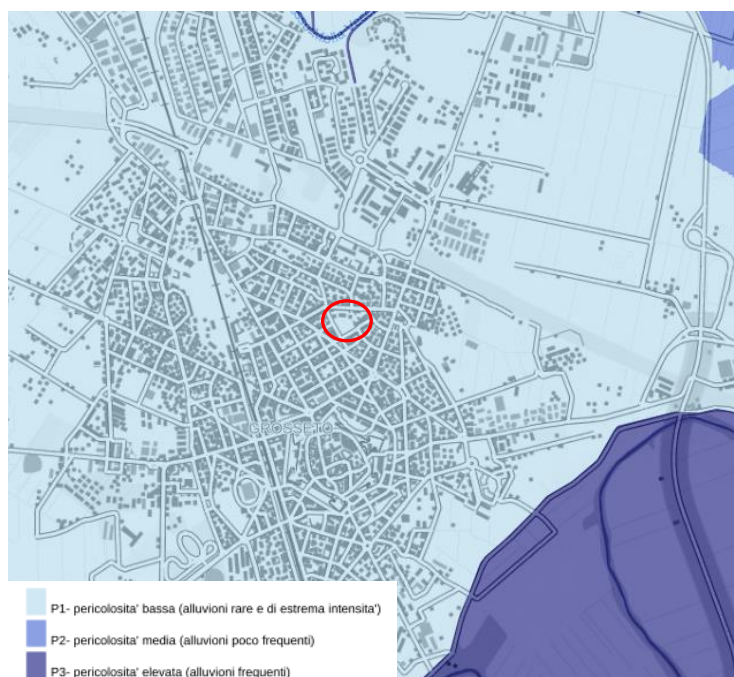 GROSSETO
P1- pericolosita' bassa (alluvioni rare e di estrema intensita')
P2- pericolosita' media (alluvioni poco frequenti)
P3- pericolosita' elevata (alluvioni frequenti)